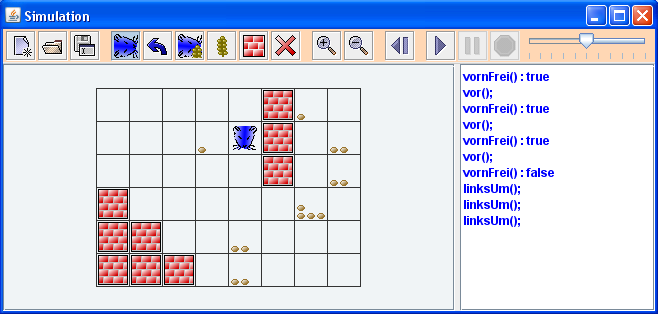 Simulation
vornFrei() : true
vor();
vornFrei() : true
vor();
vornFrei() : true
vor();
vornFrei() : false
linksUm();
linksUm();
linksUm();